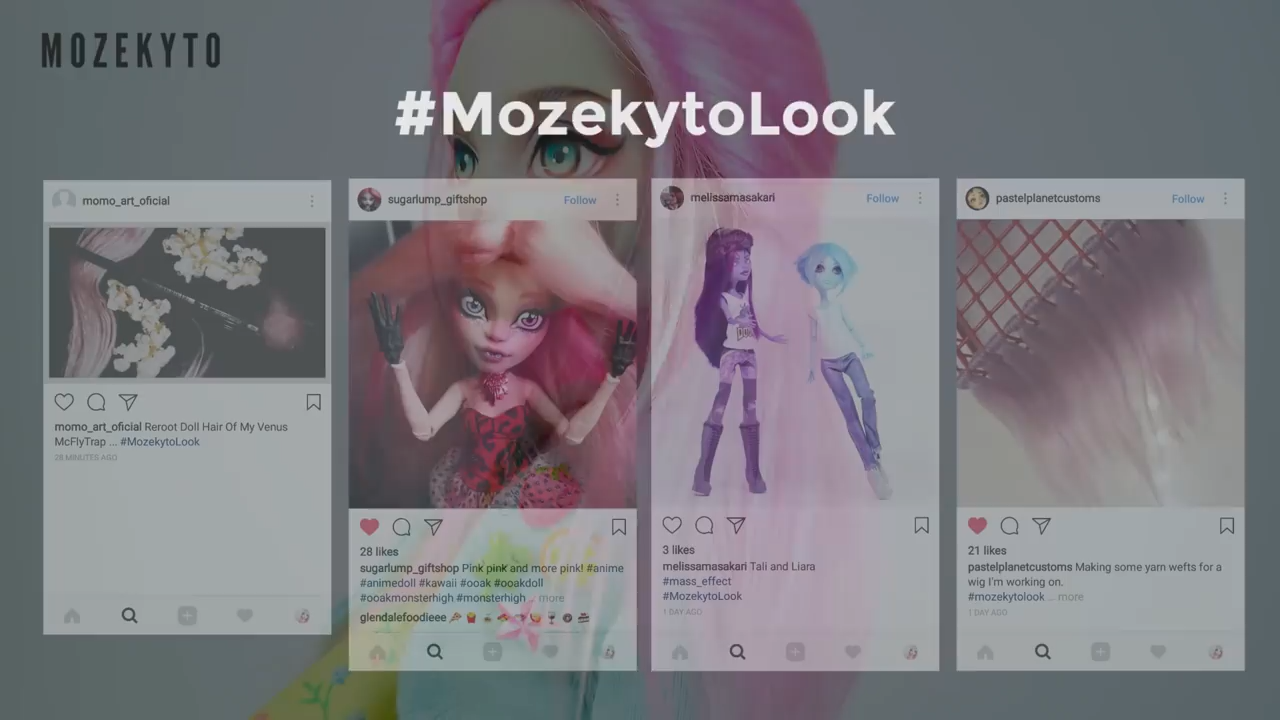 MOZEKYTO
#MozekytoLook
momo_art_oficial
momo_art_oficial Reroot Doll Hair Of My Venus
McFlyTrap ... #MozekytoLook
28 MINUTES AGO
sugarlump_giftshop Follow
28 likes
sugarlump_giftshop Pink pink and more pink! #anime
#animedoll #kawaii #ooak #ooakdoll
#ooakmonsterhigh #monsterhigh ... more
glendalefoodieee
melissamasakari Follow
3 likes
melissamasakari Tali and Liara
#mass_effect
#MozekytoLook
1 DAY AGO
pastelplanetcustoms Follow
21 likes
pastelplanetcustoms Making some yarn wefts for a
wig I'm working on.
#mozekytolook ... more
1 DAY AGO